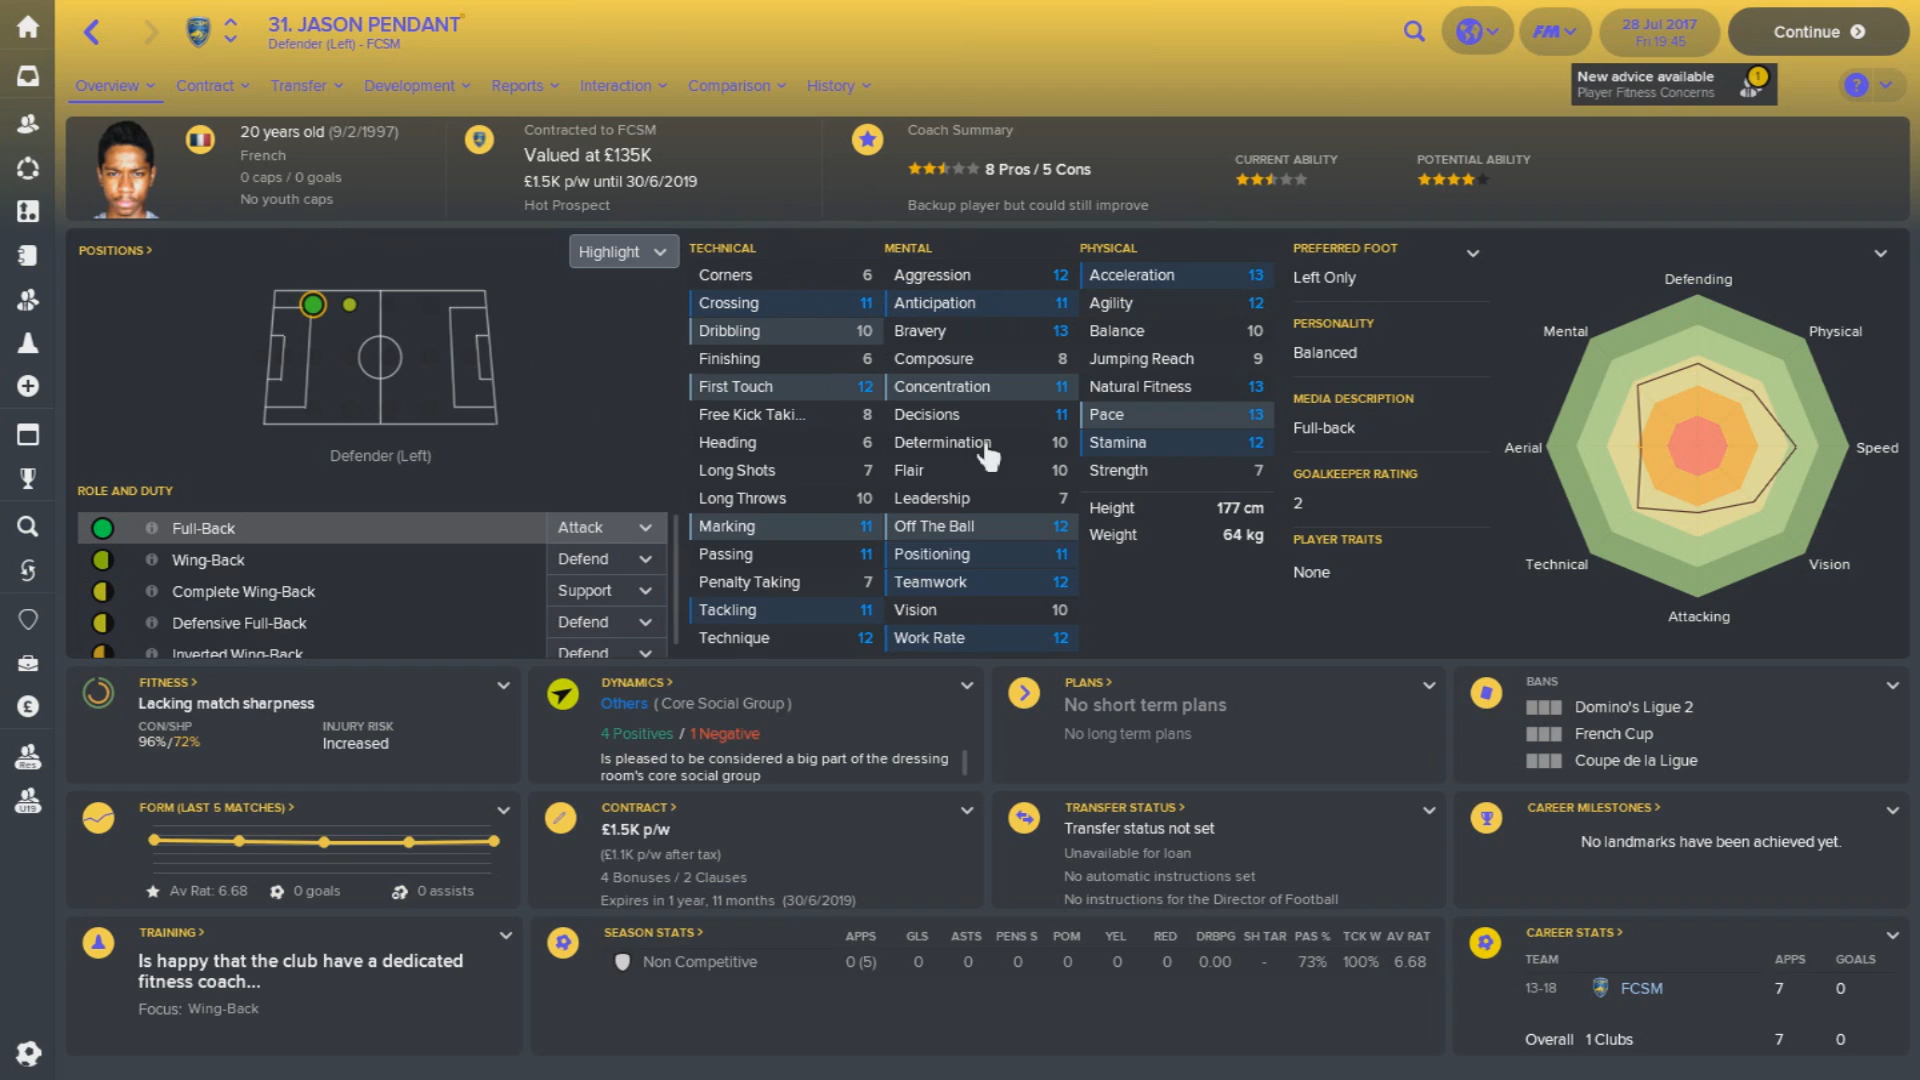 31. JASON PENDANT
Defender (Left) - FCSM
28 Jul 2017
Fri 19:45
FM
Continue
Overview
Contract
Transfer
Development
Reports
Interaction
Comparison
History
New advice available
Player Fitness Concerns
1
?
20 years old (9/2/1997)
French
0 caps / 0 goals
No youth caps
Contracted to FCSM
Valued at £135K
£1.5K p/w until 30/6/2019
Hot Prospect
Coach Summary
8 Pros / 5 Cons
Backup player but could still improve
CURRENT ABILITY
POTENTIAL ABILITY
POSITIONS >
Highlight
Defender (Left)
ROLE AND DUTY
Full-Back Attack
Wing-Back Defend
Complete Wing-Back Support
Defensive Full-Back Defend
Inverted Wing-Back Defend
TECHNICAL
Corners 6
Crossing 11
Dribbling 10
Finishing 6
First Touch 12
Free Kick Taki... 8
Heading 6
Long Shots 7
Long Throws 10
Marking 11
Passing 11
Penalty Taking 7
Tackling 11
Technique 12
MENTAL
Aggression 12
Anticipation 11
Bravery 13
Composure 8
Concentration 11
Decisions 11
Determination 10
Flair 10
Leadership 7
Off The Ball 12
Positioning 11
Teamwork 12
Vision 10
Work Rate 12
PHYSICAL
Acceleration 13
Agility 12
Balance 10
Jumping Reach 9
Natural Fitness 13
Pace 13
Stamina 12
Strength 7
Height 177 cm
Weight 64 kg
PREFERRED FOOT
Left Only
PERSONALITY
Balanced
MEDIA DESCRIPTION
Full-back
GOALKEEPER RATING
2
PLAYER TRAITS
None
Defending
Mental
Physical
Aerial
Speed
Technical
Vision
Attacking
FITNESS >
Lacking match sharpness
CON/SHP INJURY RISK
96%/72% Increased
DYNAMICS >
Others ( Core Social Group )
4 Positives / 1 Negative
Is pleased to be considered a big part of the dressing
room's core social group
PLANS >
No short term plans
No long term plans
BANS
Domino's Ligue 2
French Cup
Coupe de la Ligue
FORM (LAST 5 MATCHES) >
Av Rat: 6.68 0 goals 0 assists
CONTRACT >
£1.5K p/w
(£1.1K p/w after tax)
4 Bonuses / 2 Clauses
Expires in 1 year, 11 months (30/6/2019)
TRANSFER STATUS >
Transfer status not set
Unavailable for loan
No automatic instructions set
No instructions for the Director of Football
CAREER MILESTONES >
No landmarks have been achieved yet.
TRAINING >
Is happy that the club have a dedicated
fitness coach...
Focus: Wing-Back
SEASON STATS > APPS GLS ASTS PENS S POM YEL RED DRBPG SH TAR PAS % TCK W AV RAT
Non Competitive 0 (5) 0 0 0 0 0 0 0.00 - 73% 100% 6.68
CAREER STATS >
TEAM APPS GOALS
13-18 FCSM 7 0
Overall 1 Clubs 7 0
Res
U19